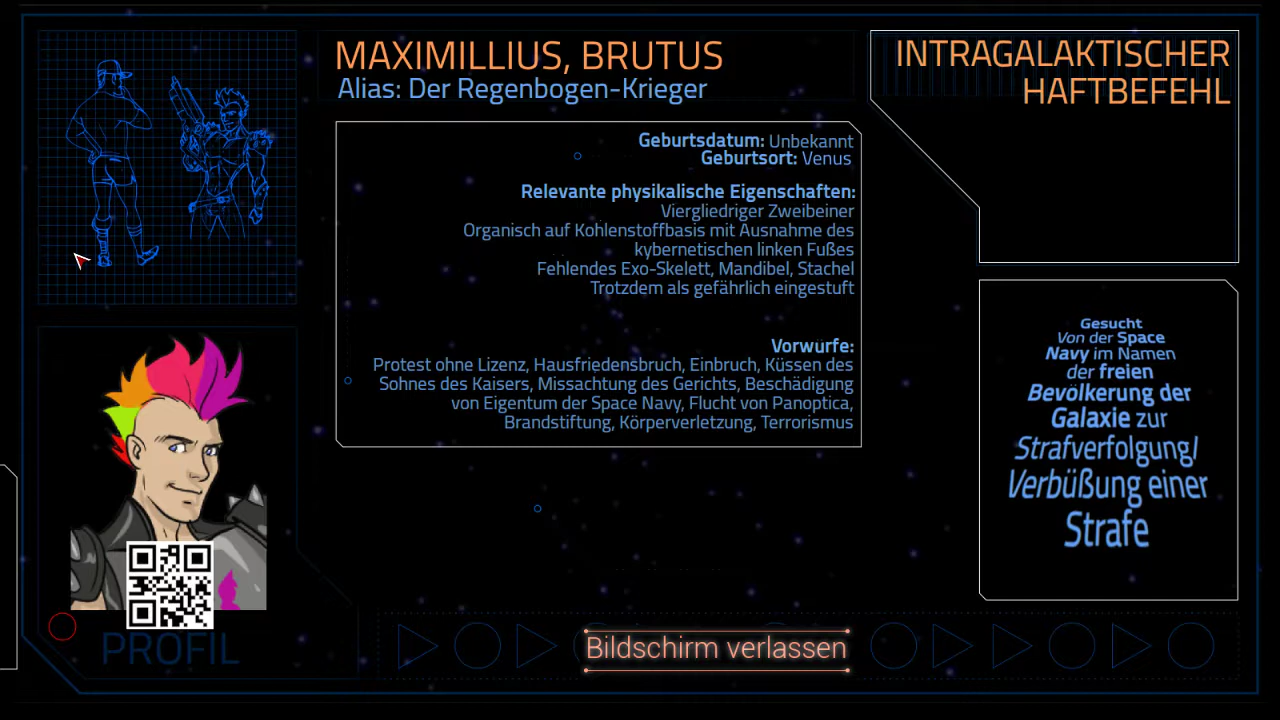 MAXIMILLIUS, BRUTUS
Alias: Der Regenbogen-Krieger
INTRAGALAKTISCHER
HAFTBEFEHL
Geburtsdatum: Unbekannt
Geburtsort: Venus
Relevante physikalische Eigenschaften:
Viergliedriger Zweibeiner
Organisch auf Kohlenstoffbasis mit Ausnahme des
kybernetischen linken Fußes
Fehlendes Exo-Skelett, Mandibel, Stachel
Trotzdem als gefährlich eingestuft
Vorwürfe:
Protest ohne Lizenz, Hausfriedensbruch, Einbruch, Küssen des
Sohnes des Kaisers, Missachtung des Gerichts, Beschädigung
von Eigentum der Space Navy, Flucht von Panoptica,
Brandstiftung, Körperverletzung, Terrorismus
Gesucht
Von der Space
Navy im Namen
der freien
Bevölkerung der
Galaxie zur
Strafverfolgung/
Verbüßung einer
Strafe
PROFIL
Bildschirm verlassen